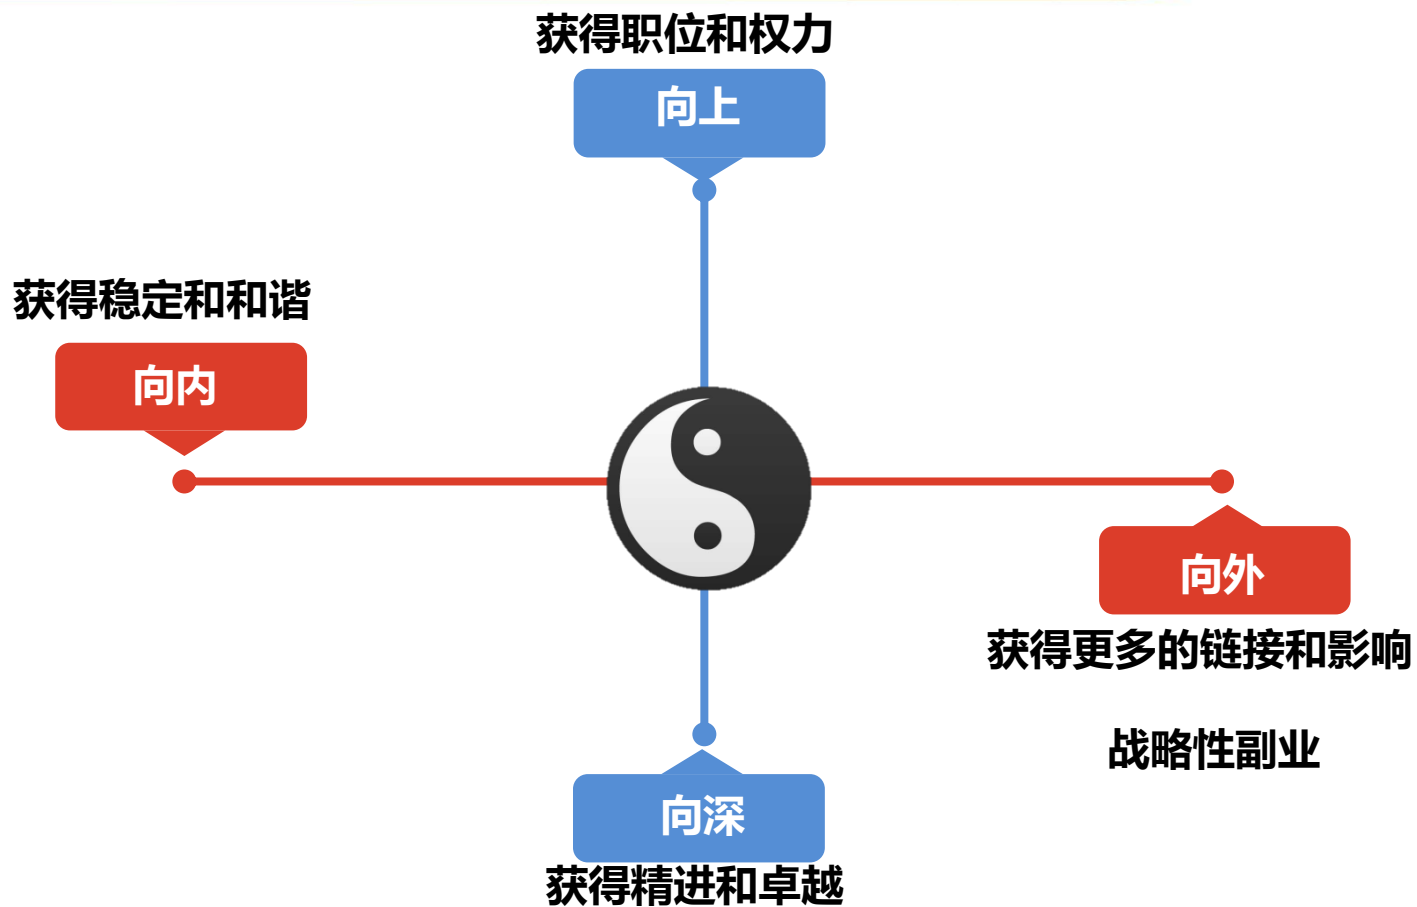 获得职位和权力
向上
获得稳定和和谐
向内
向外
获得更多的链接和影响
战略性副业
向深
获得精进和卓越